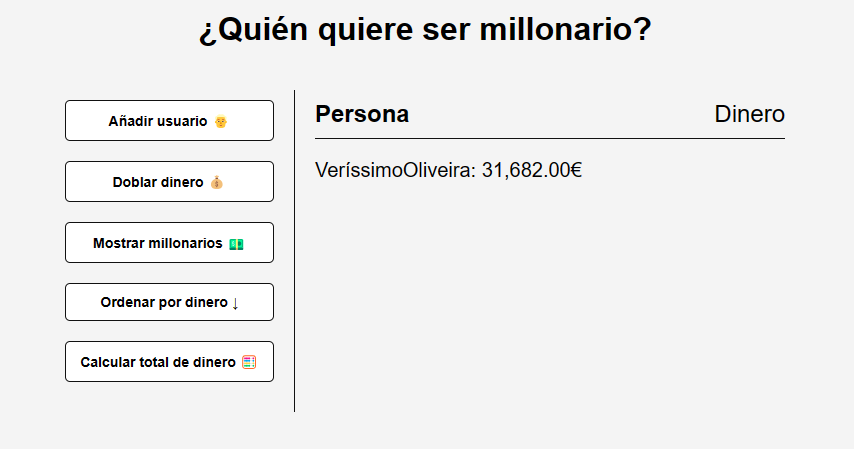 ¿Quién quiere ser millonario?
Añadir usuario 👱
Doblar dinero 💰
Mostrar millonarios 💵
Ordenar por dinero ↓
Calcular total de dinero 🧮
Persona Dinero
VeríssimoOliveira: 31,682.00€